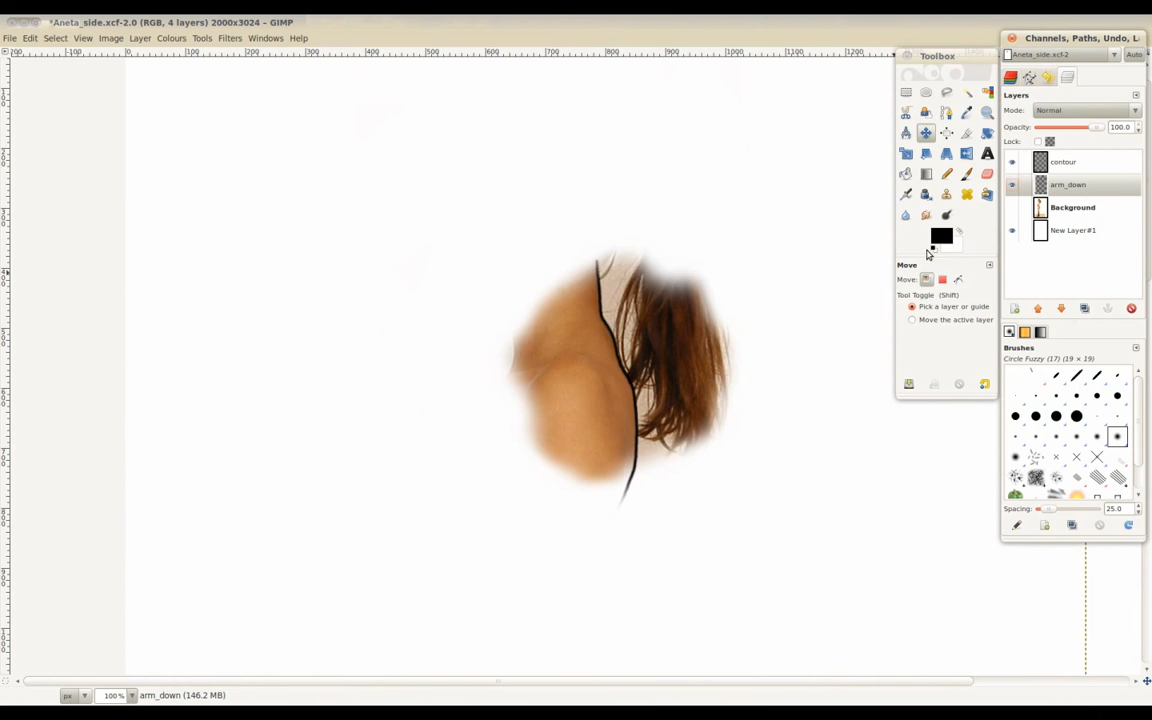 *Aneta_side.xcf-2.0 (RGB, 4 layers) 2000x3024 – GIMP
File Edit Select View Image Layer Colours Tools Filters Windows Help
Toolbox
Move
Move:
Tool Toggle (Shift)
Pick a layer or guide
Move the active layer
Channels, Paths, Undo, L
Aneta_side.xcf-2
Auto
Layers
Mode: Normal
Opacity: 100.0
Lock:
contour
arm_down
Background
New Layer#1
Brushes
Circle Fuzzy (17) (19 × 19)
Spacing: 25.0
px 100% arm_down (146.2 MB)